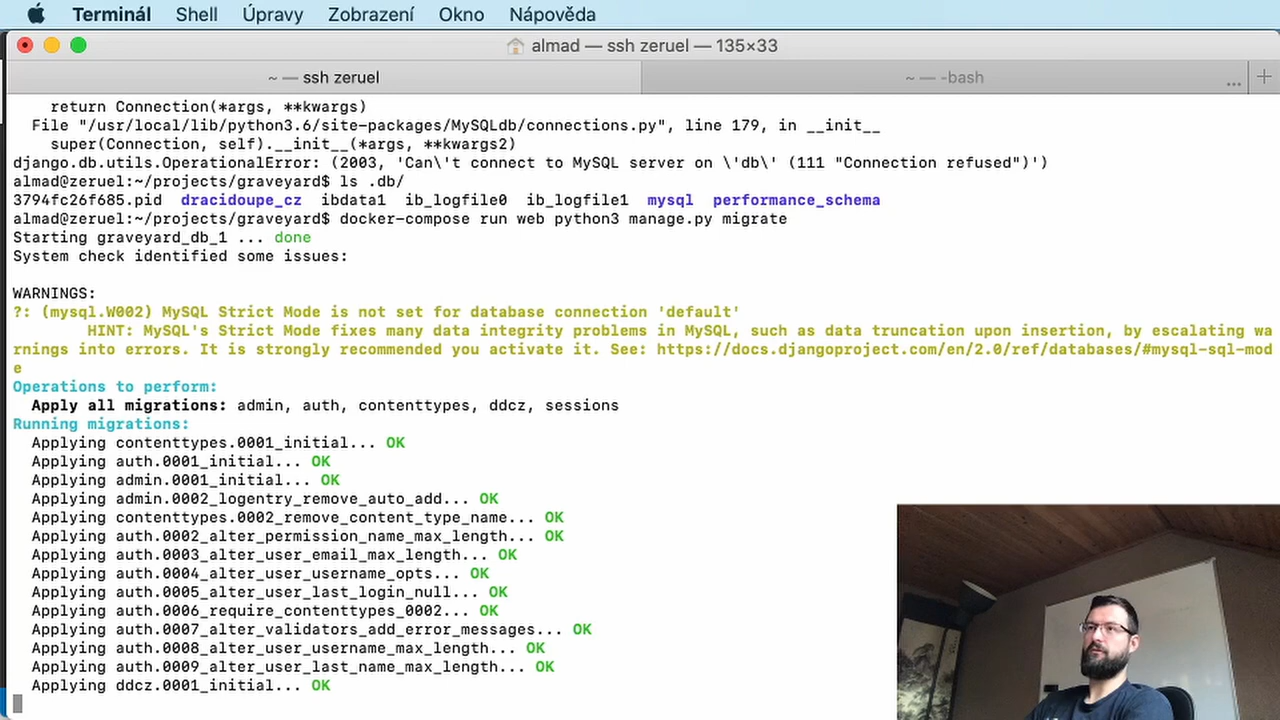 Terminál Shell Úpravy Zobrazení Okno Nápověda
almad — ssh zeruel — 135×33
~ — ssh zeruel
~ — -bash
... +
return Connection(*args, **kwargs)
File "/usr/local/lib/python3.6/site-packages/MySQLdb/connections.py", line 179, in __init__
super(Connection, self).__init__(*args, **kwargs2)
django.db.utils.OperationalError: (2003, 'Can\'t connect to MySQL server on \'db\' (111 "Connection refused")')
almad@zeruel:~/projects/graveyard$ ls .db/
3794fc26f685.pid dracidoupe_cz ibdata1 ib_logfile0 ib_logfile1 mysql performance_schema
almad@zeruel:~/projects/graveyard$ docker-compose run web python3 manage.py migrate
Starting graveyard_db_1 ... done
System check identified some issues:
WARNINGS:
?: (mysql.W002) MySQL Strict Mode is not set for database connection 'default'
HINT: MySQL's Strict Mode fixes many data integrity problems in MySQL, such as data truncation upon insertion, by escalating wa
rnings into errors. It is strongly recommended you activate it. See: https://docs.djangoproject.com/en/2.0/ref/databases/#mysql-sql-mod
e
Operations to perform:
Apply all migrations: admin, auth, contenttypes, ddcz, sessions
Running migrations:
Applying contenttypes.0001_initial... OK
Applying auth.0001_initial... OK
Applying admin.0001_initial... OK
Applying admin.0002_logentry_remove_auto_add... OK
Applying contenttypes.0002_remove_content_type_name... OK
Applying auth.0002_alter_permission_name_max_length... OK
Applying auth.0003_alter_user_email_max_length... OK
Applying auth.0004_alter_user_username_opts... OK
Applying auth.0005_alter_user_last_login_null... OK
Applying auth.0006_require_contenttypes_0002... OK
Applying auth.0007_alter_validators_add_error_messages... OK
Applying auth.0008_alter_user_username_max_length... OK
Applying auth.0009_alter_user_last_name_max_length... OK
Applying ddcz.0001_initial... OK